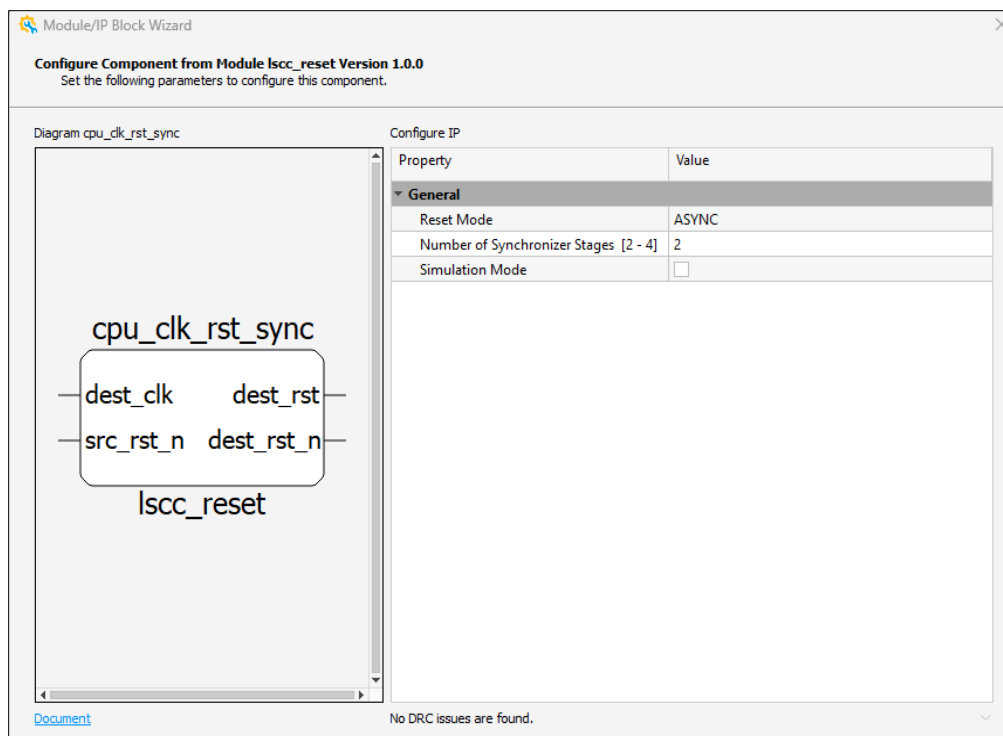 Module/IP Block Wizard
Configure Component from Module lscc_reset Version 1.0.0
Set the following parameters to configure this component.
Diagram cpu_clk_rst_sync
Configure IP
Property Value
General
Reset Mode ASYNC
Number of Synchronizer Stages [2 - 4] 2
Simulation Mode
cpu_clk_rst_sync
dest_clk dest_rst
src_rst_n dest_rst_n
lscc_reset
Document
No DRC issues are found.